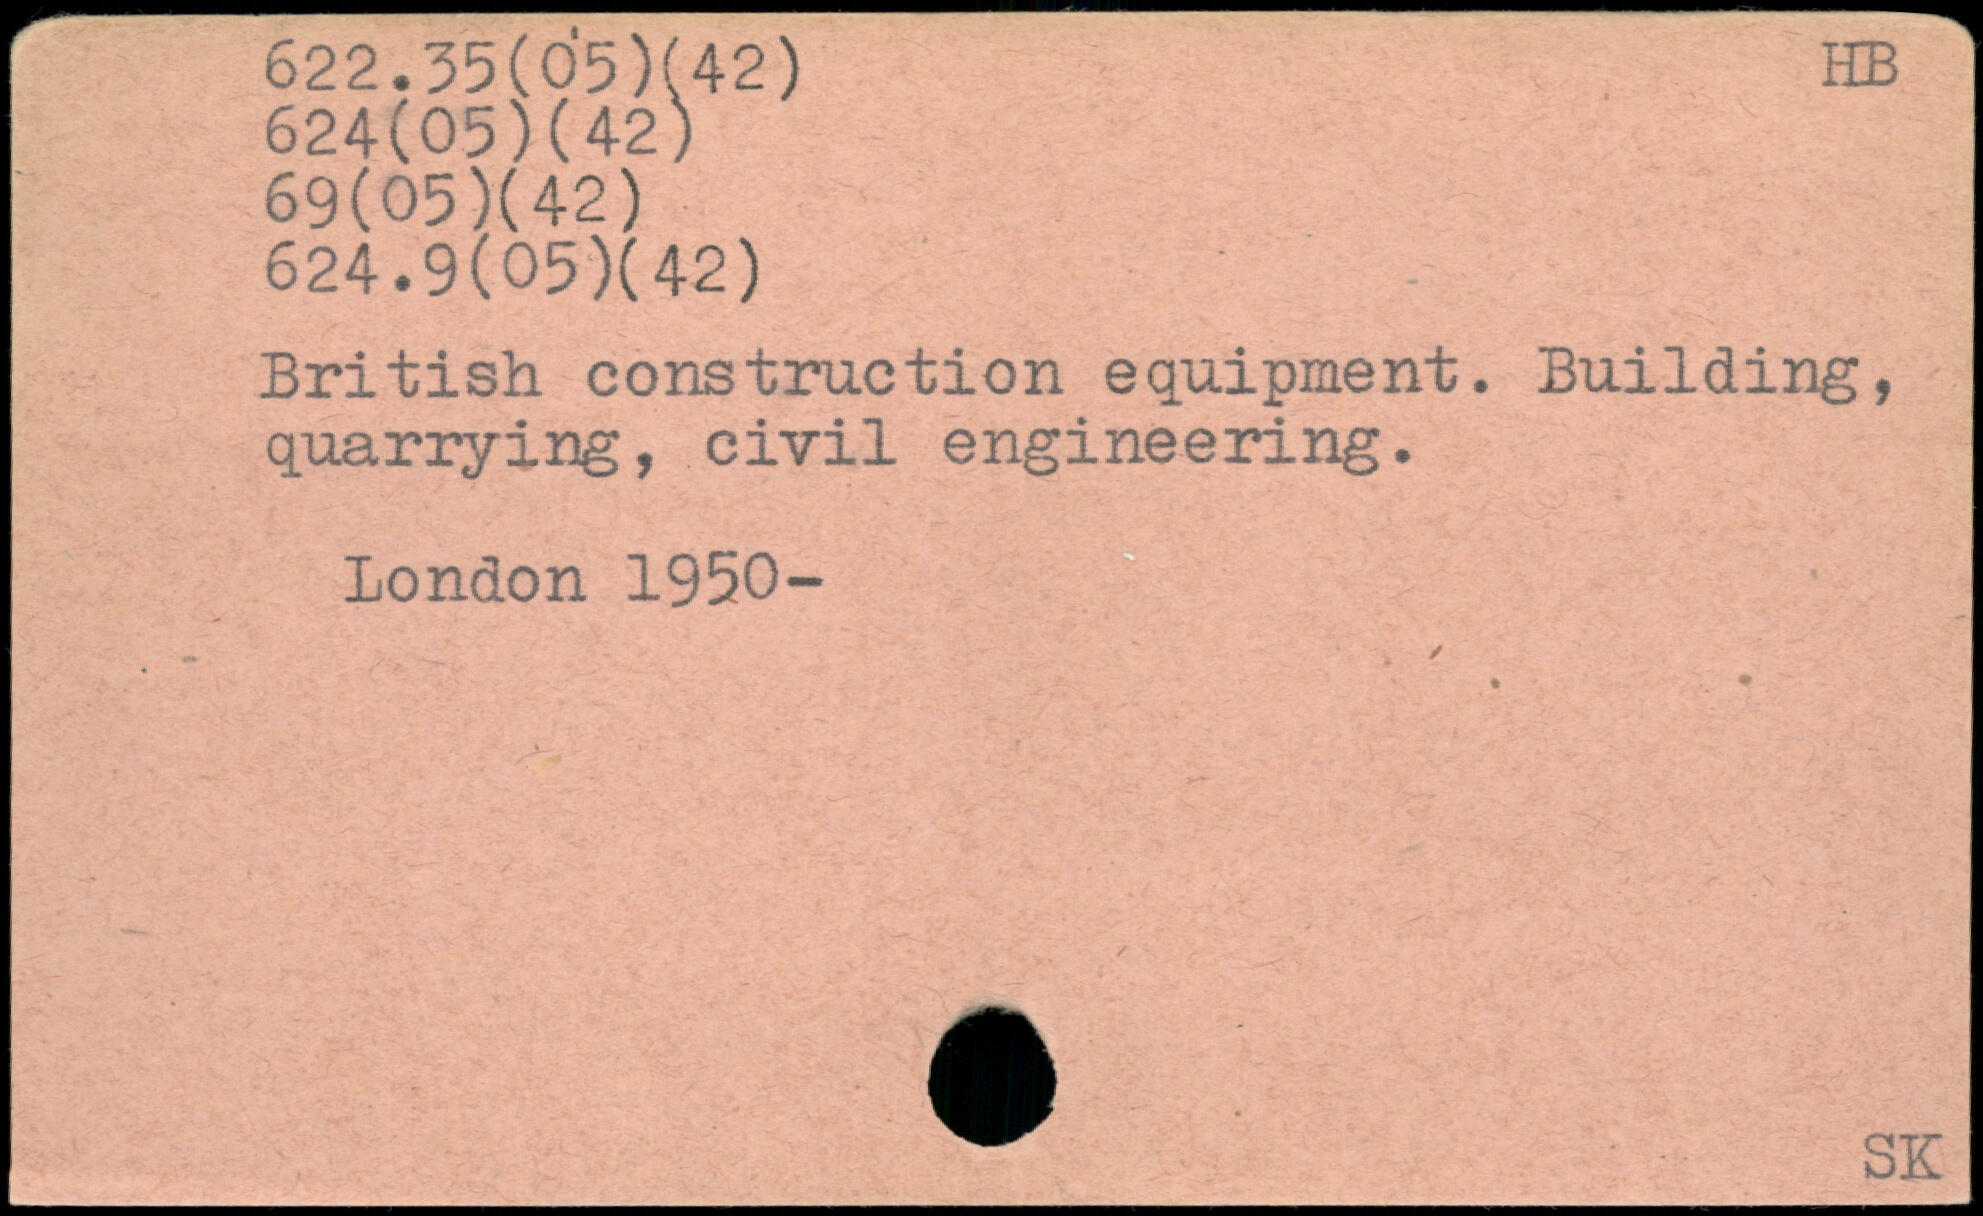 622.35(05)(42) HB
624(05)(42)
69(05)(42)
624.9(05)(42)
British construction equipment. Building,
quarrying, civil engineering.
London 1950-
SK